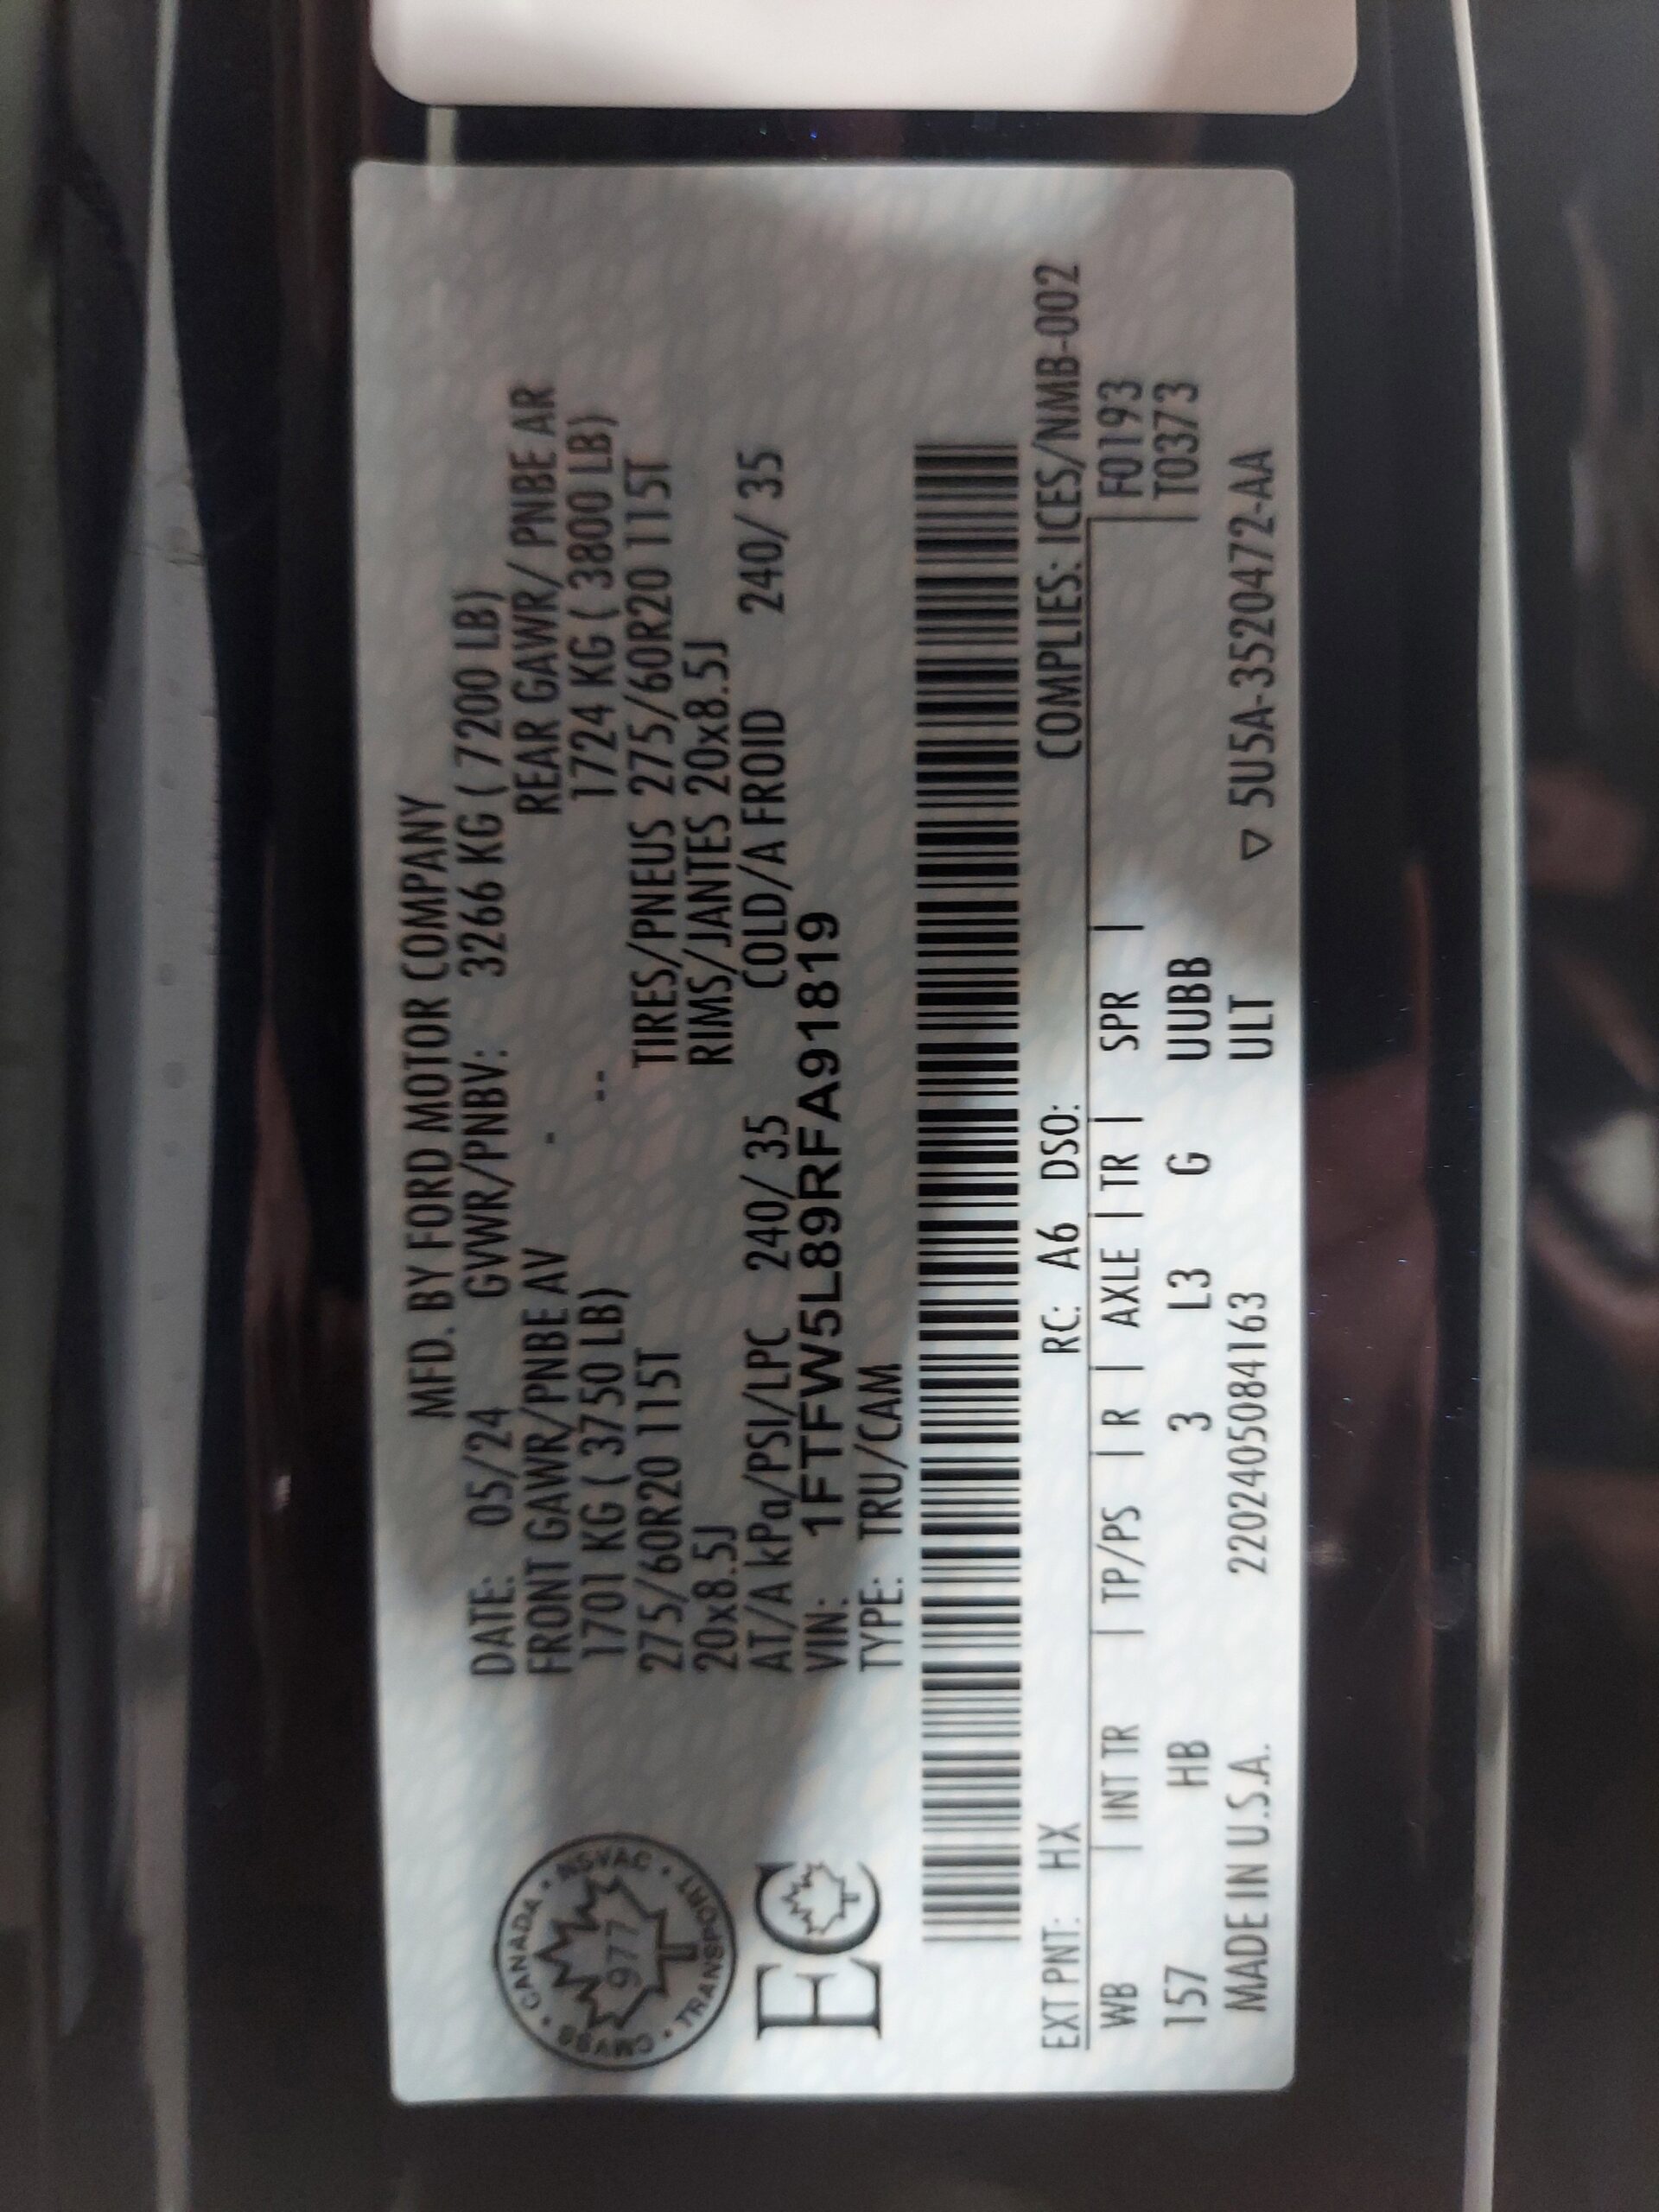 MFD. BY FORD MOTOR COMPANY
DATE: 05/24 GVWR/PNBV: 3266 KG ( 7200 LB)
FRONT GAWR/PNBE AV - REAR GAWR/ PNBE AR
1701 KG ( 3750 LB) -- 1724 KG ( 3800 LB)
275/60R20 115T TIRES/PNEUS 275/60R20 115T
20x8.5J RIMS/JANTES 20x8.5J
AT/A kPa/PSI/LPC 240/ 35 COLD/A FROID 240/ 35
VIN: 1FTFW5L89RFA91819
TYPE: TRU/CAM
CANADA • NSVAC • TRANSPORT • CMVSS •
977
EC
EXT PNT: HX RC: A6 DSO: COMPLIES: ICES/NMB-002
WB | INT TR | TP/PS | R | AXLE | TR | SPR | F0193
157 HB 3 L3 G UUBB T0373
MADE IN U.S.A. 220240508​4163 ULT ▽ 5U5A-3520472-AA